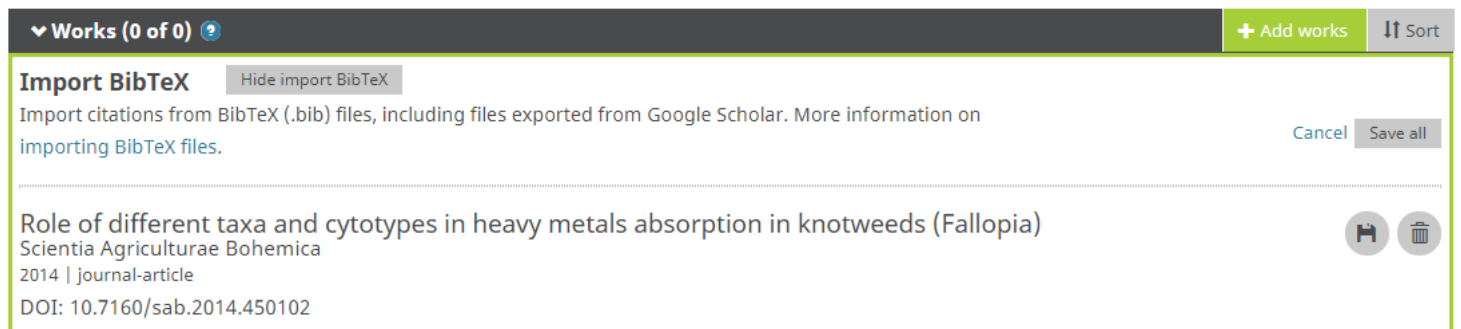 Works (0 of 0) ?
+ Add works
Sort
Import BibTeX
Hide import BibTeX
Import citations from BibTeX (.bib) files, including files exported from Google Scholar. More information on
importing BibTeX files.
Cancel
Save all
Role of different taxa and cytotypes in heavy metals absorption in knotweeds (Fallopia)
Scientia Agriculturae Bohemica
2014 | journal-article
DOI: 10.7160/sab.2014.450102